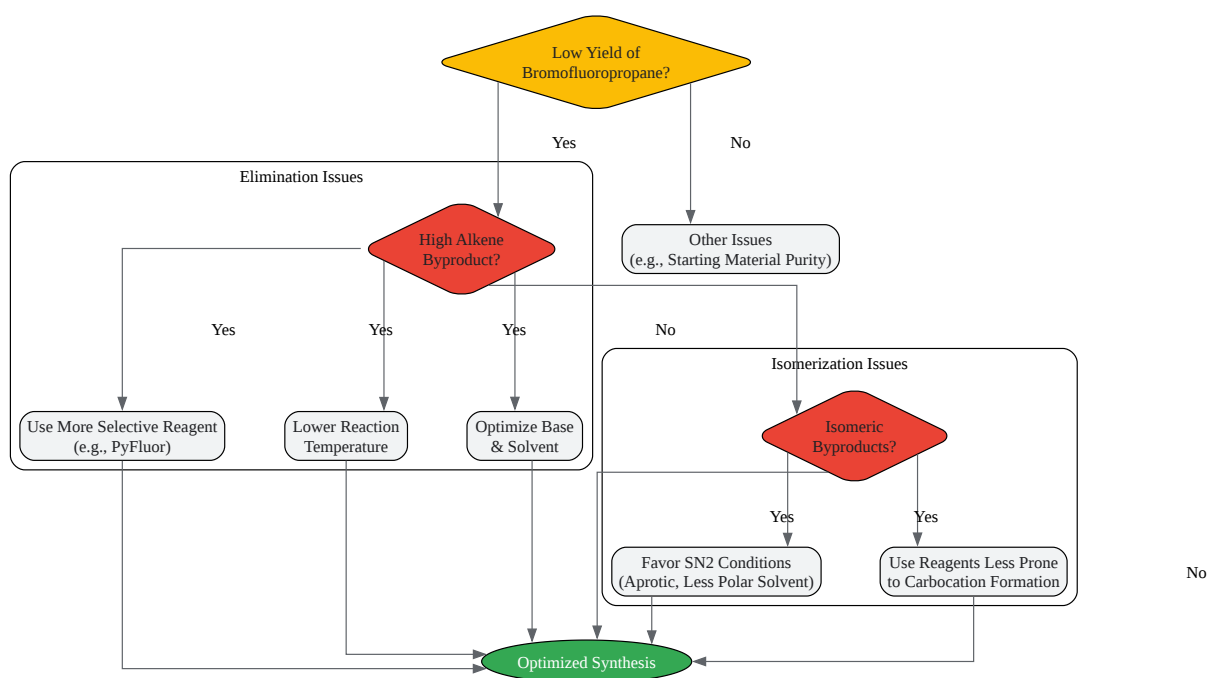 Low Yield of
Bromofluoropropane?
Yes
No
Elimination Issues
High Alkene
Byproduct?
Other Issues
(e.g., Starting Material Purity)
Yes
Yes
Yes
No
Isomerization Issues
Use More Selective Reagent
(e.g., PyFluor)
Lower Reaction
Temperature
Optimize Base
& Solvent
Isomeric
Byproducts?
Yes
Yes
Favor SN2 Conditions
(Aprotic, Less Polar Solvent)
Use Reagents Less Prone
to Carbocation Formation
No
Optimized Synthesis